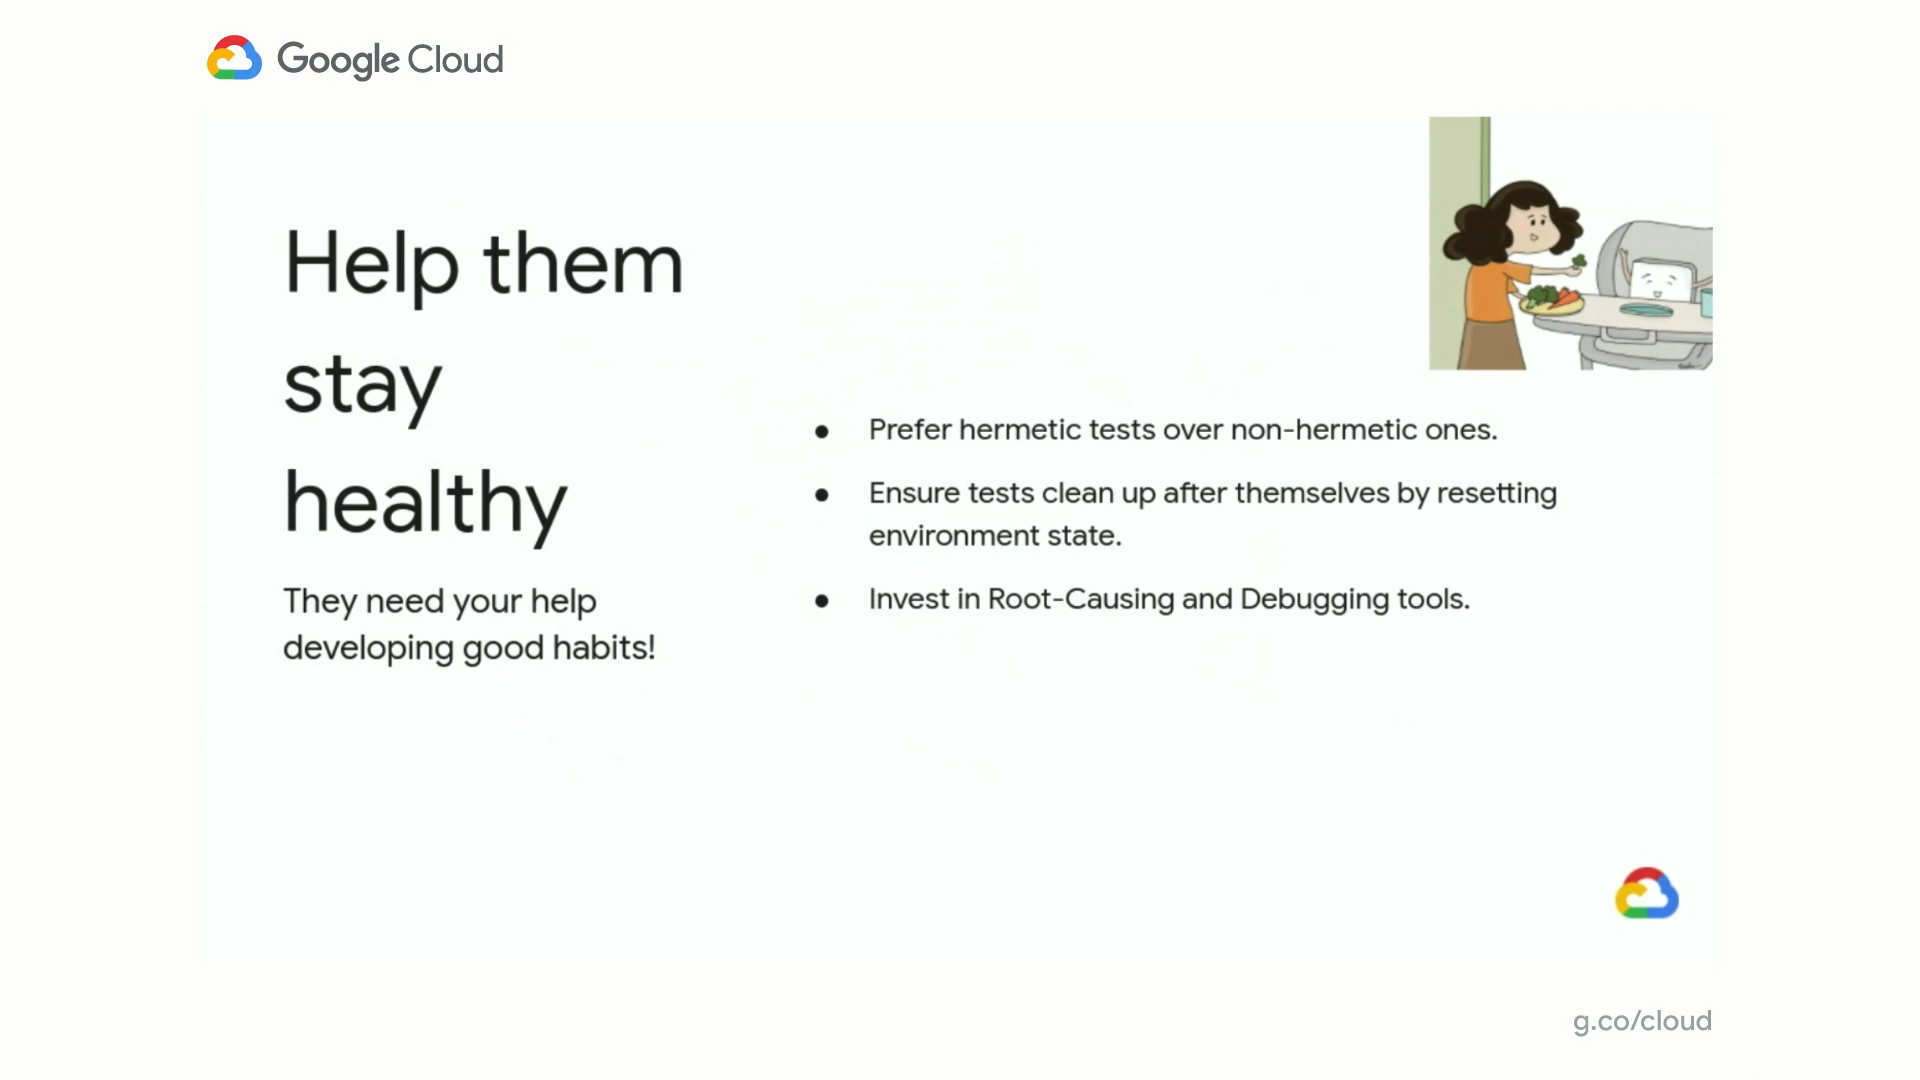 Google Cloud
Help them
stay
healthy
They need your help
developing good habits!
● Prefer hermetic tests over non-hermetic ones.
● Ensure tests clean up after themselves by resetting
environment state.
● Invest in Root-Causing and Debugging tools.
g.co/cloud